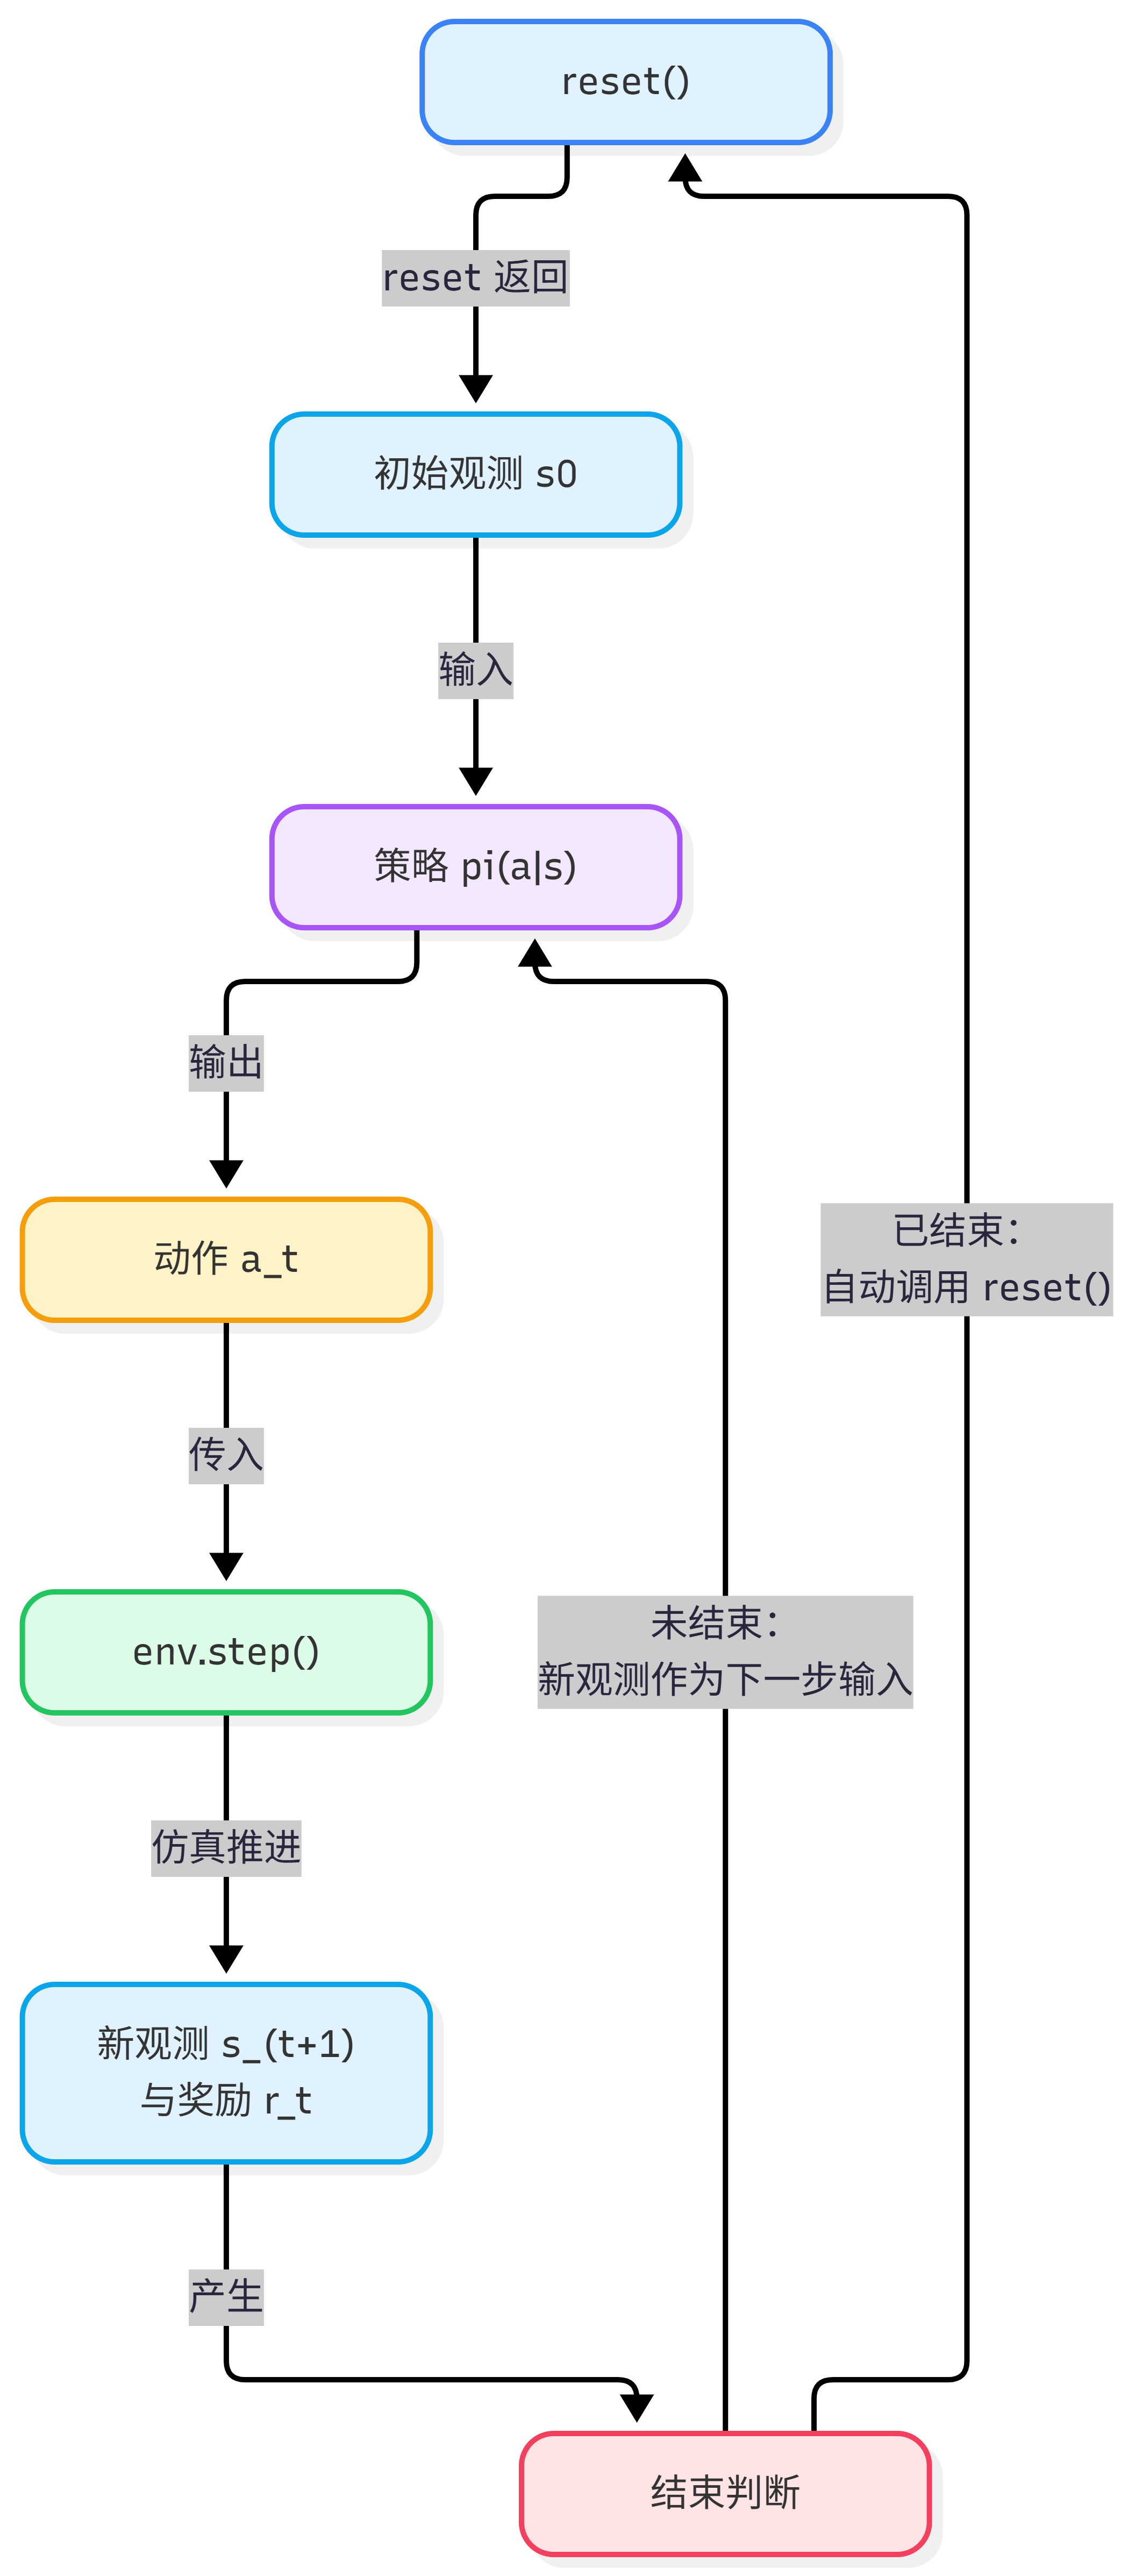 reset()
reset 返回
初始观测 s0
输入
策略 pi(a|s)
输出
动作 a_t
已结束：
自动调用 reset()
传入
env.step()
未结束：
新观测作为下一步输入
仿真推进
新观测 s_(t+1)
与奖励 r_t
产生
结束判断